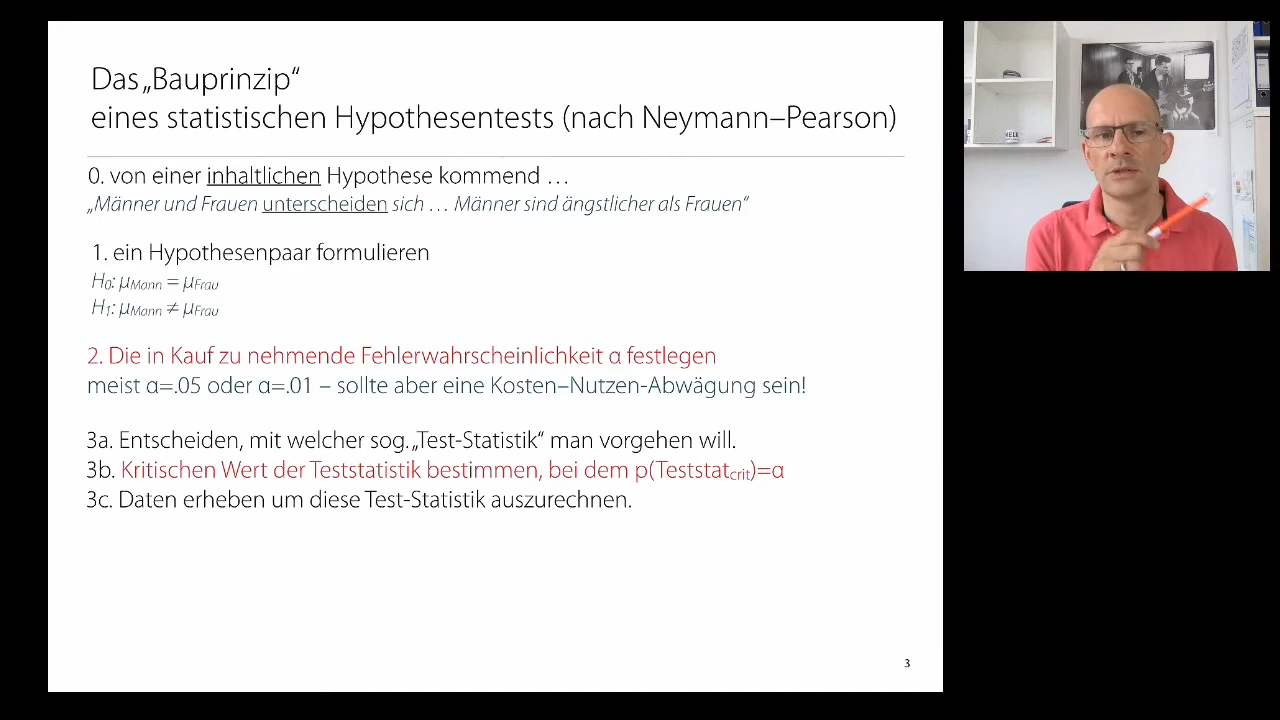 Das „Bauprinzip“
eines statistischen Hypothesentests (nach Neymann–Pearson)
0. von einer inhaltlichen Hypothese kommend …
„Männer und Frauen unterscheiden sich … Männer sind ängstlicher als Frauen“
1. ein Hypothesenpaar formulieren
H0: μMann = μFrau
H1: μMann ≠ μFrau
2. Die in Kauf zu nehmende Fehlerwahrscheinlichkeit α festlegen
meist α=.05 oder α=.01 – sollte aber eine Kosten–Nutzen-Abwägung sein!
3a. Entscheiden, mit welcher sog. „Test-Statistik“ man vorgehen will.
3b. Kritischen Wert der Teststatistik bestimmen, bei dem p(Teststatcrit)=α
3c. Daten erheben um diese Test-Statistik auszurechnen.
3